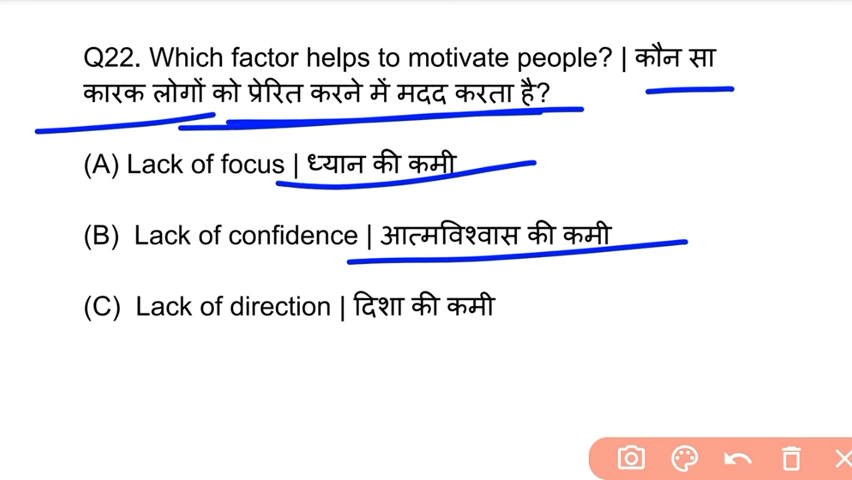 Q22. Which factor helps to motivate people? | कौन सा
कारक लोगों को प्रेरित करने में मदद करता है?
(A) Lack of focus | ध्यान की कमी
(B) Lack of confidence | आत्मविश्वास की कमी
(C) Lack of direction | दिशा की कमी